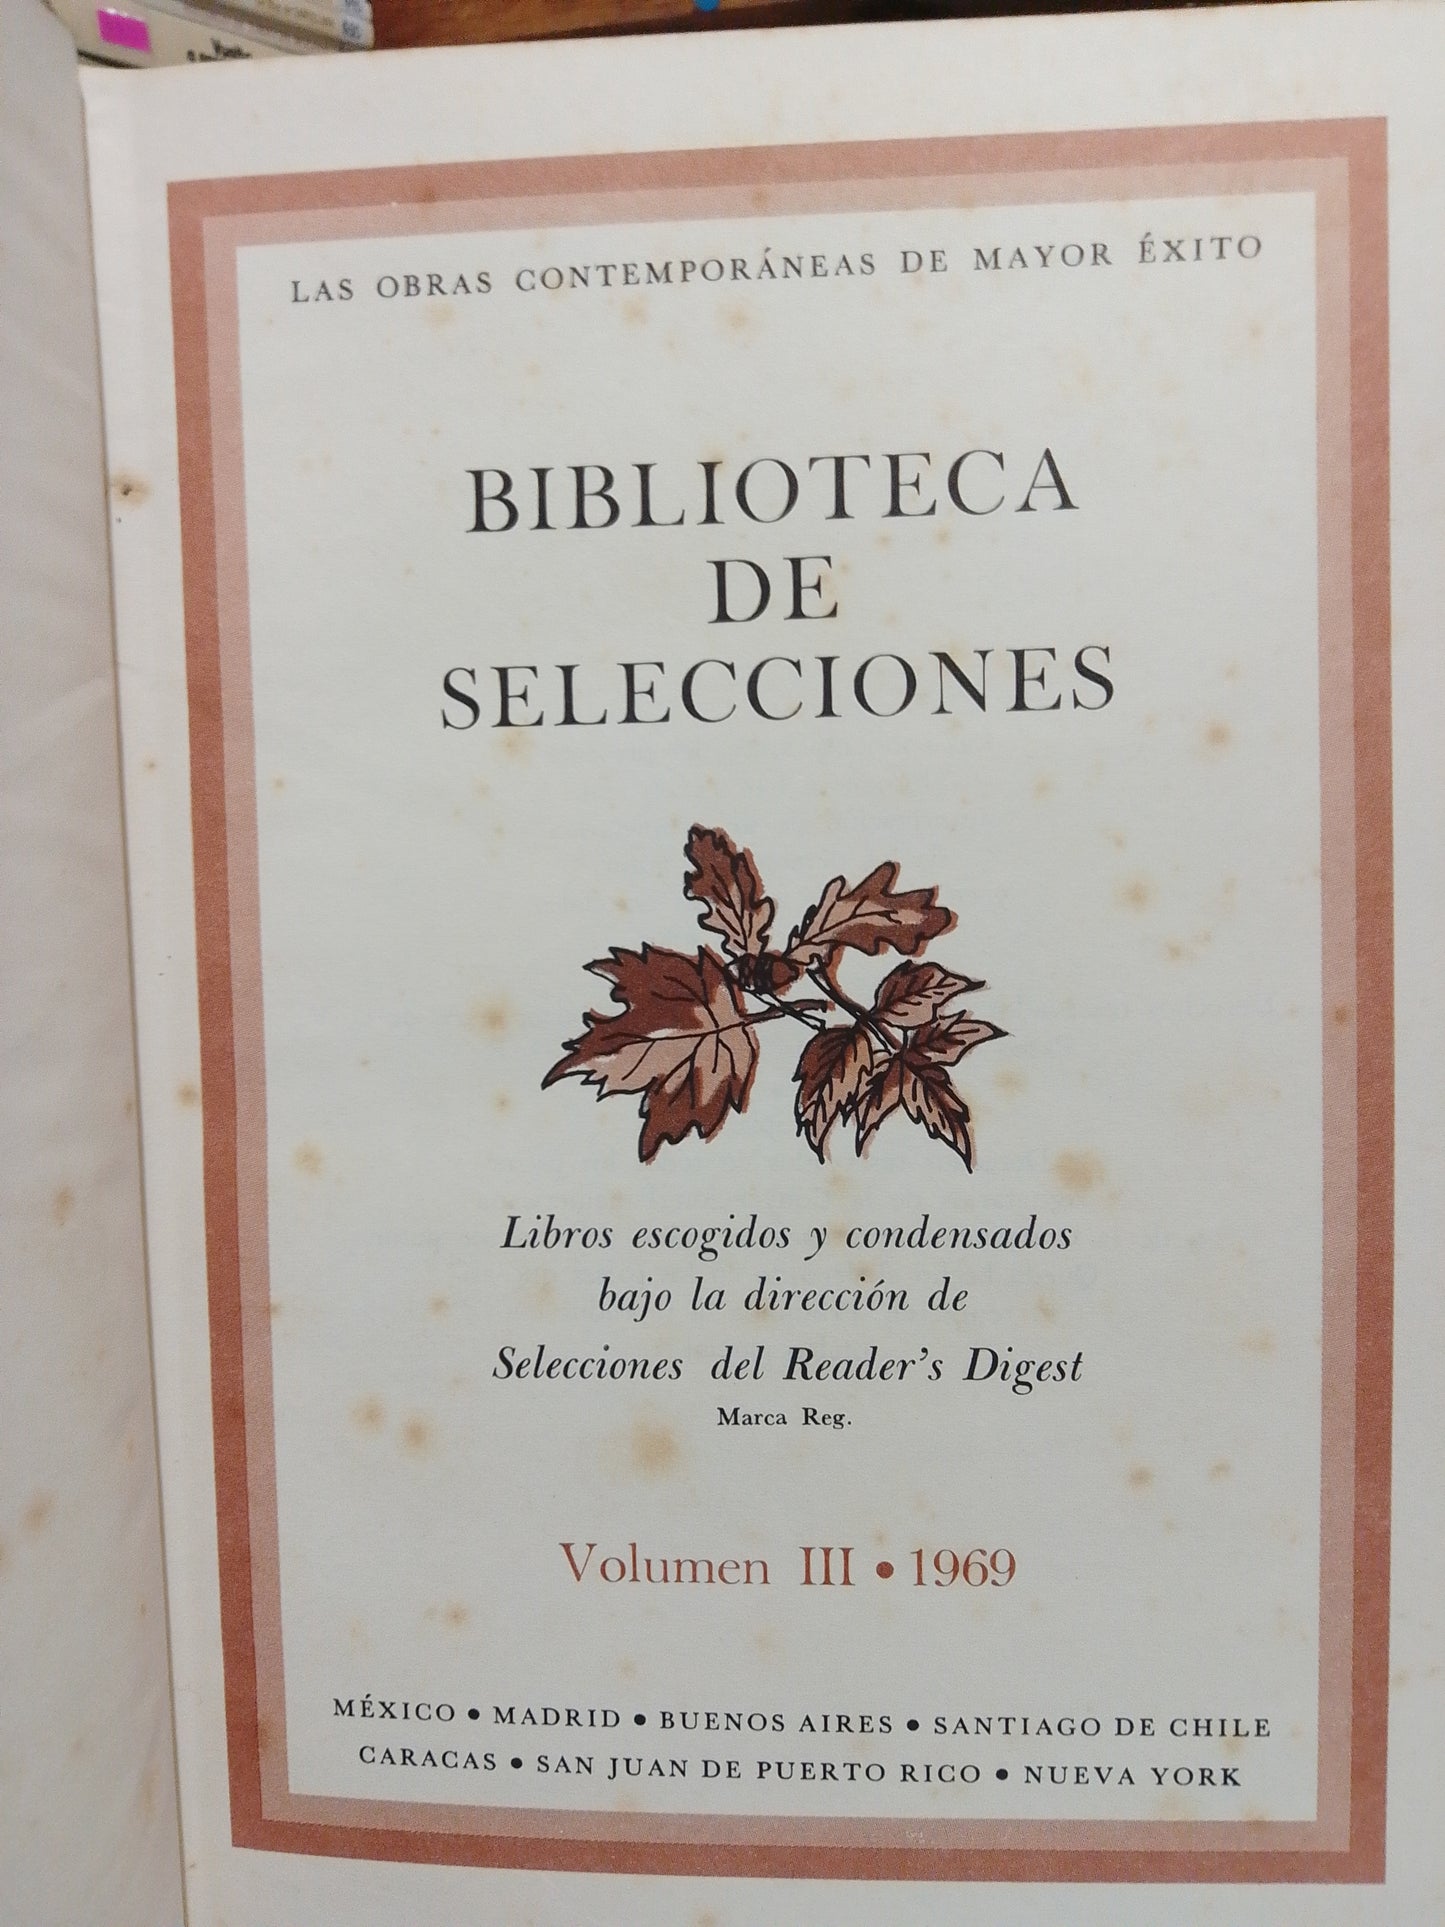 LAS OBRAS CONTEMPORÁNEAS DE MAYOR ÉXITO
BIBLIOTECA
DE
SELECCIONES
Libros escogidos y condensados
bajo la dirección de
Selecciones del Reader's Digest
Marca Reg.
Volumen III • 1969
MÉXICO • MADRID • BUENOS AIRES • SANTIAGO DE CHILE
CARACAS • SAN JUAN DE PUERTO RICO • NUEVA YORK